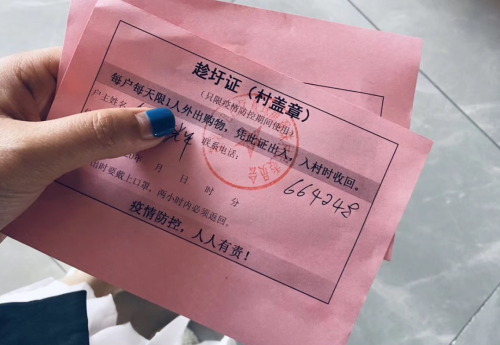 趁圩证（村盖章）
（只限疫情防控期间使用）
每户每天限1人外出购物，凭此证出入，入村时收回。
户主姓名 联系电话： 664248
月 日 时 分
出时要戴上口罩，两小时内必须返回。
疫情防控，人人有责！